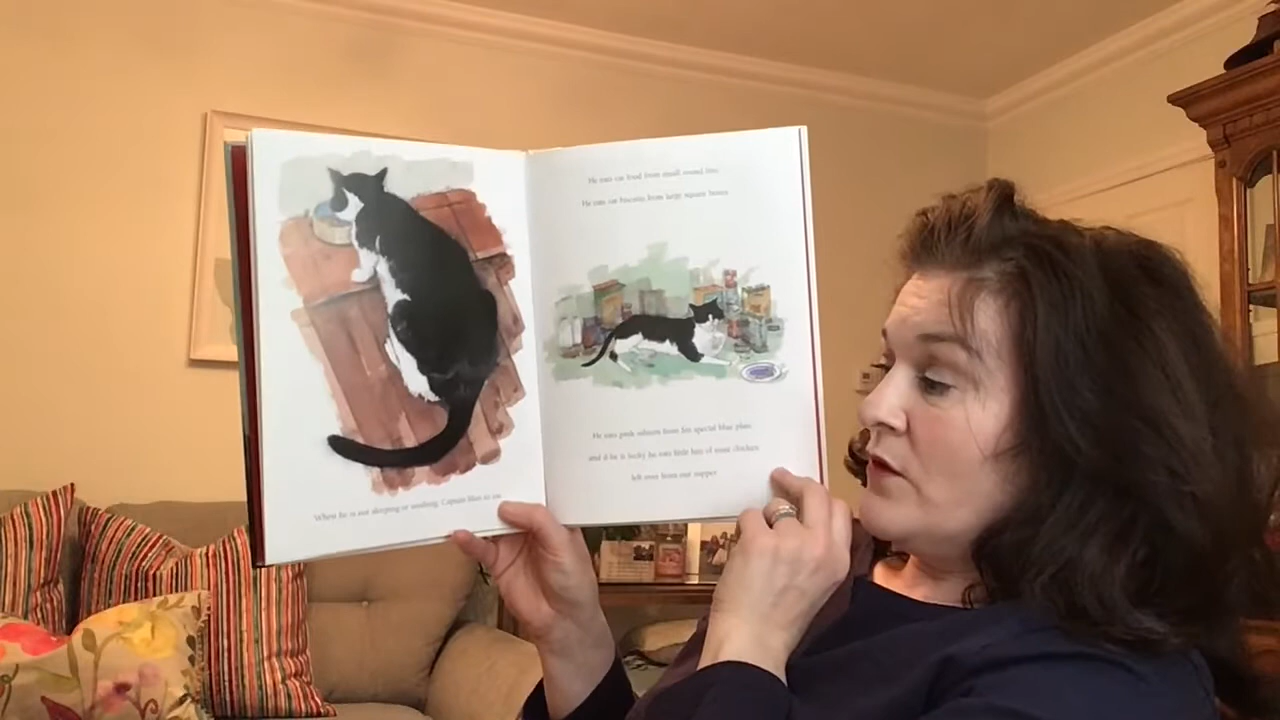 When he is not sleeping or washing, Captain likes to eat.
He eats cat food from small round tins.
He eats cat biscuits from large square boxes.
He eats pink salmon from his special blue plate,
and if he is lucky he eats little bits of roast chicken
left over from our supper.